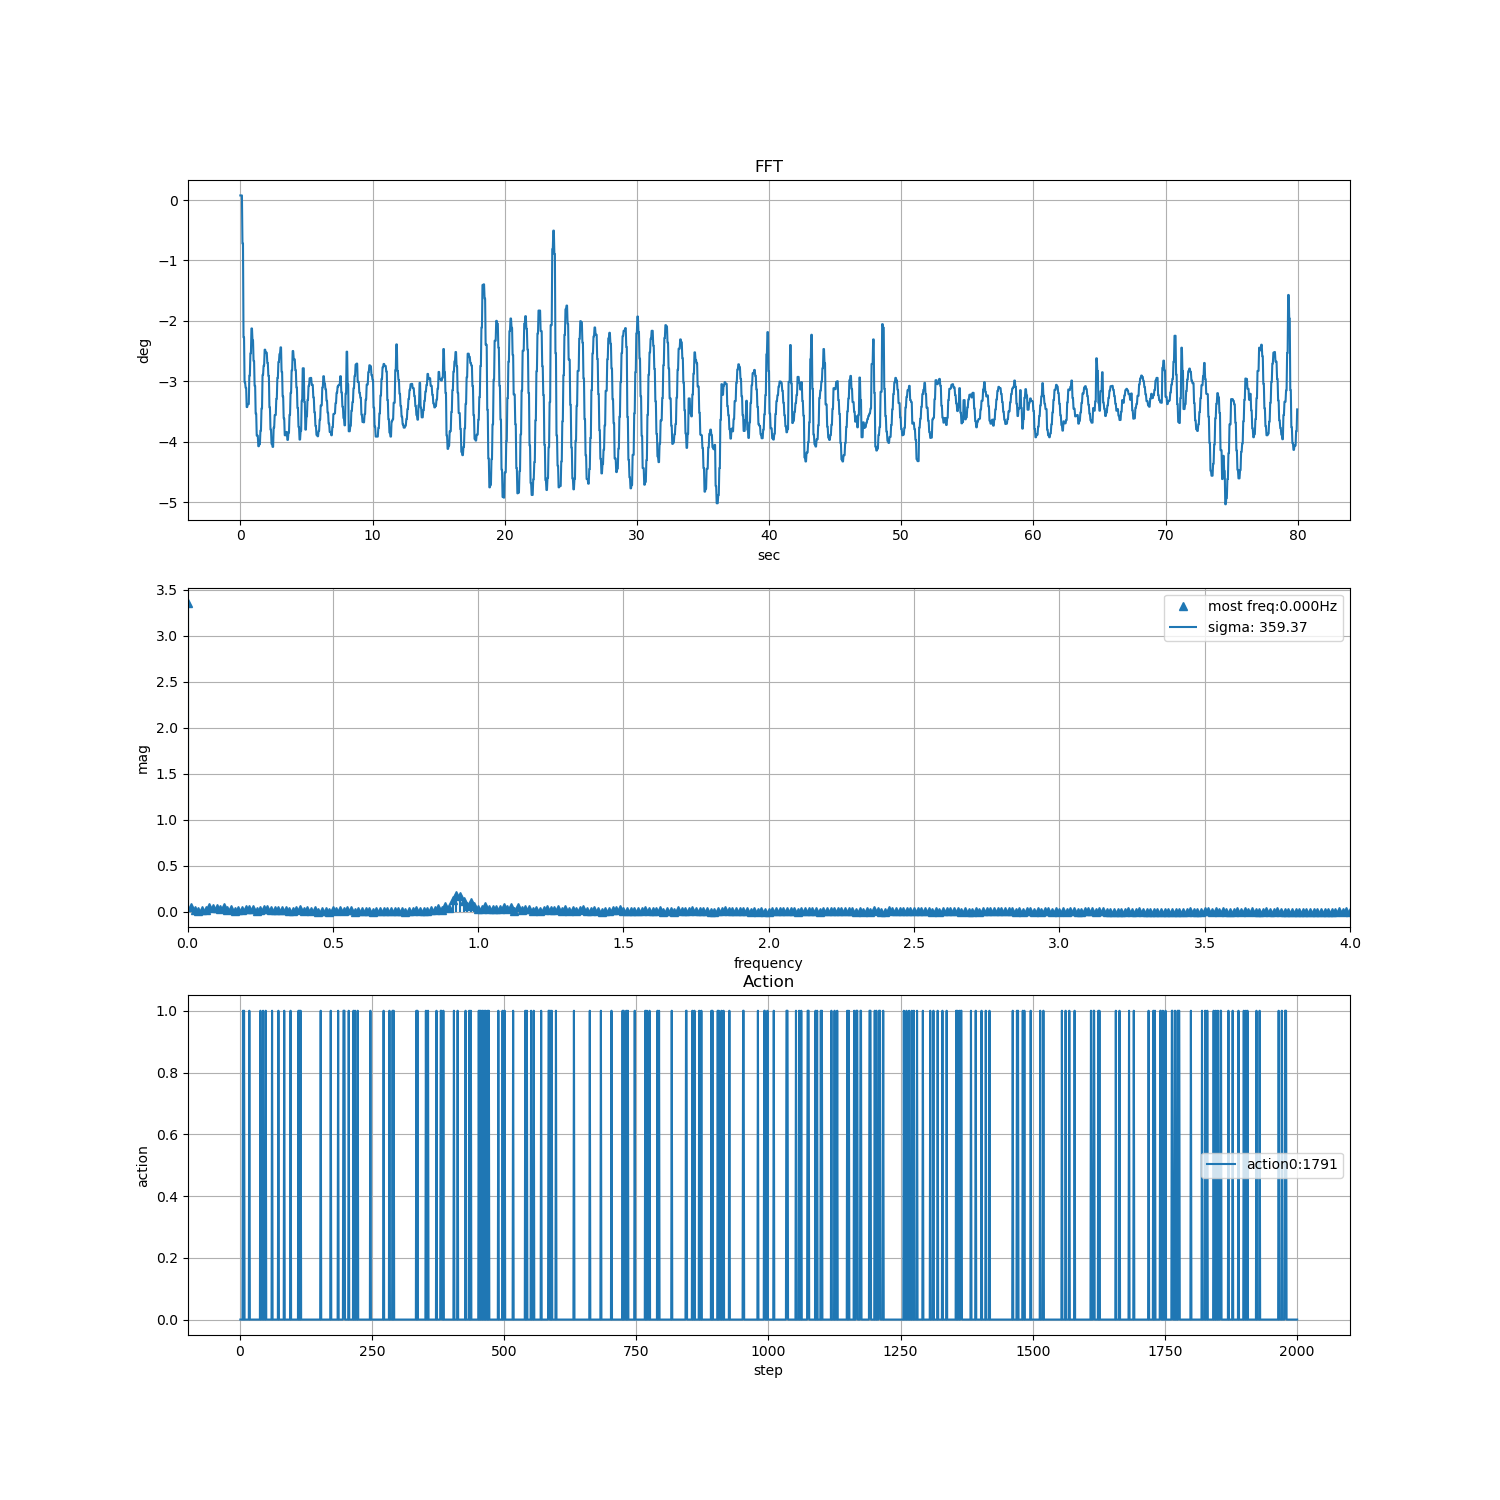 FFT
0
−1
−2
−3
−4
−5
deg
0 10 20 30 40 50 60 70 80
sec
3.5
3.0
2.5
2.0
1.5
1.0
0.5
0.0
mag
most freq:0.000Hz
sigma: 359.37
0.0 0.5 1.0 1.5 2.0 2.5 3.0 3.5 4.0
frequency
Action
1.0
0.8
0.6
0.4
0.2
0.0
action
action0:1791
0 250 500 750 1000 1250 1500 1750 2000
step